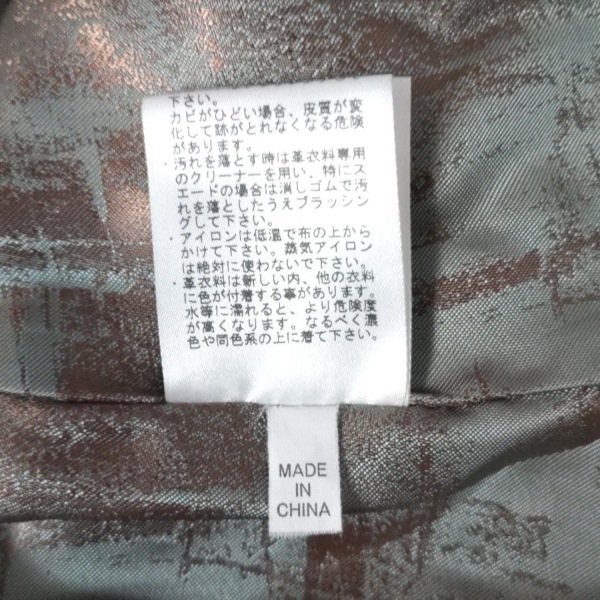 下さい。
カビがひどい場合、皮質が変
化して跡がとれなくなる危険
があります。
・汚れを落とす時は革衣料専用
のクリーナーを用い、特にス
エードの場合は消しゴムで汚
れを落としたうえブラッシン
グして下さい。
・アイロンは低温で布の上から
かけて下さい。蒸気アイロン
は絶対に使わないで下さい。
・革衣料は新しい内、他の衣料
に色が付着する事があります。
水等に濡れると、より危険度
が高くなります。なるべく濃
色や同色系の上に着て下さい。
MADE
IN
CHINA